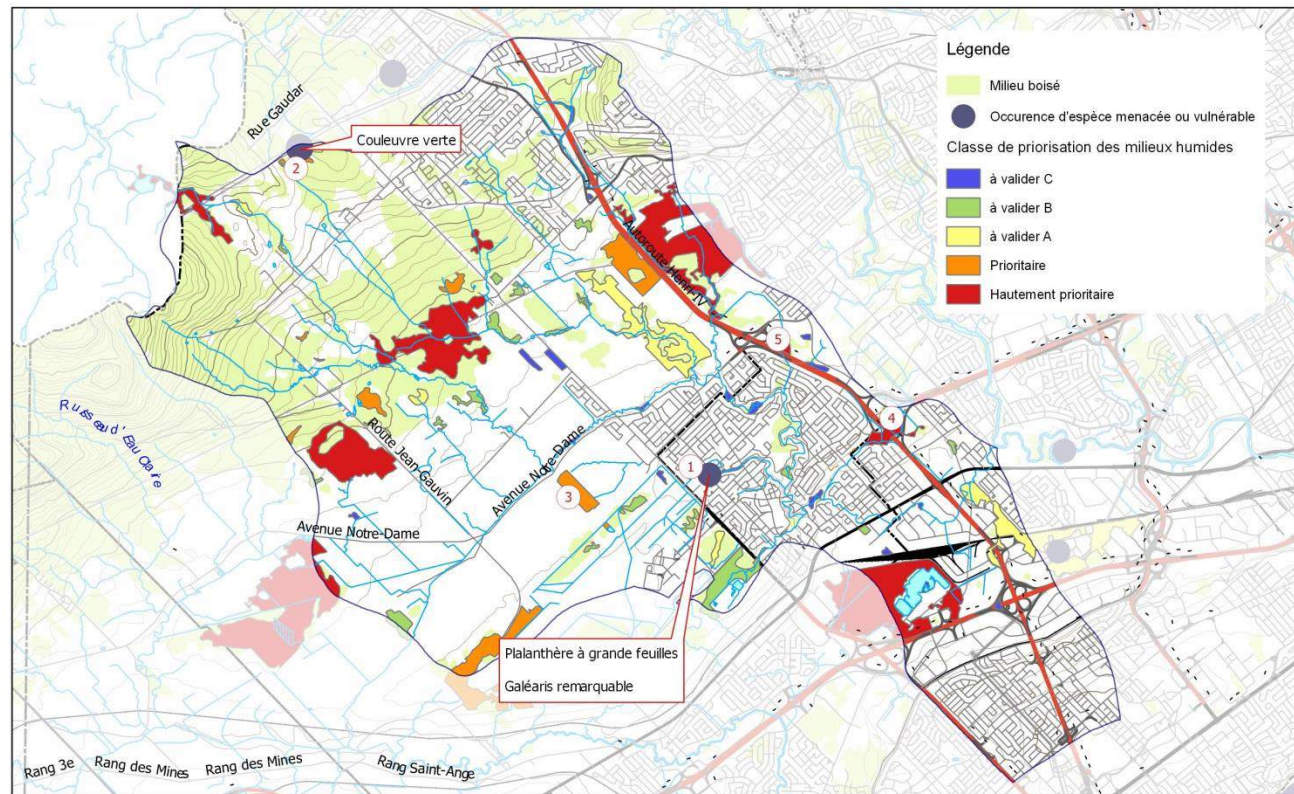 Légende
Milieu boisé
Occurence d'espèce menacée ou vulnérable
Classe de priorisation des milieux humides
à valider C
à valider B
à valider A
Prioritaire
Hautement prioritaire
Rue Gaudar
Couleuvre verte
2
Autoroute Henri-IV
5
4
Ruisseau d'Eau Claire
Route Jean-Gauvin
Avenue Notre-Dame
1
3
Avenue Notre-Dame
Plalanthère à grande feuilles
Galéaris remarquable
Rang 3e
Rang des Mines
Rang des Mines
Rang Saint-Ange